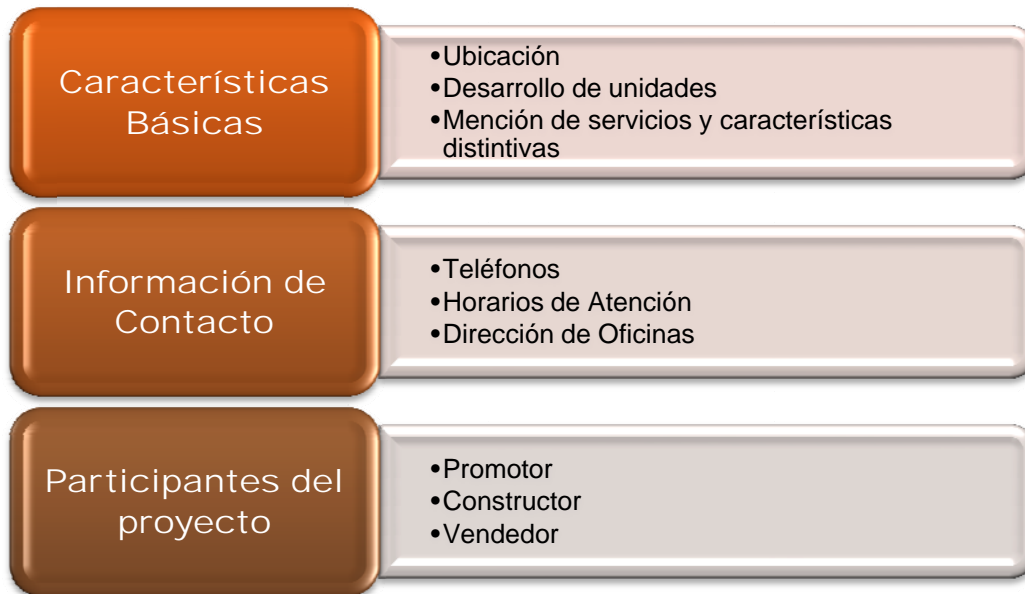 Características
Básicas
•Ubicación
•Desarrollo de unidades
•Mención de servicios y características
distintivas
Información de
Contacto
•Teléfonos
•Horarios de Atención
•Dirección de Oficinas
Participantes del
proyecto
•Promotor
•Constructor
•Vendedor